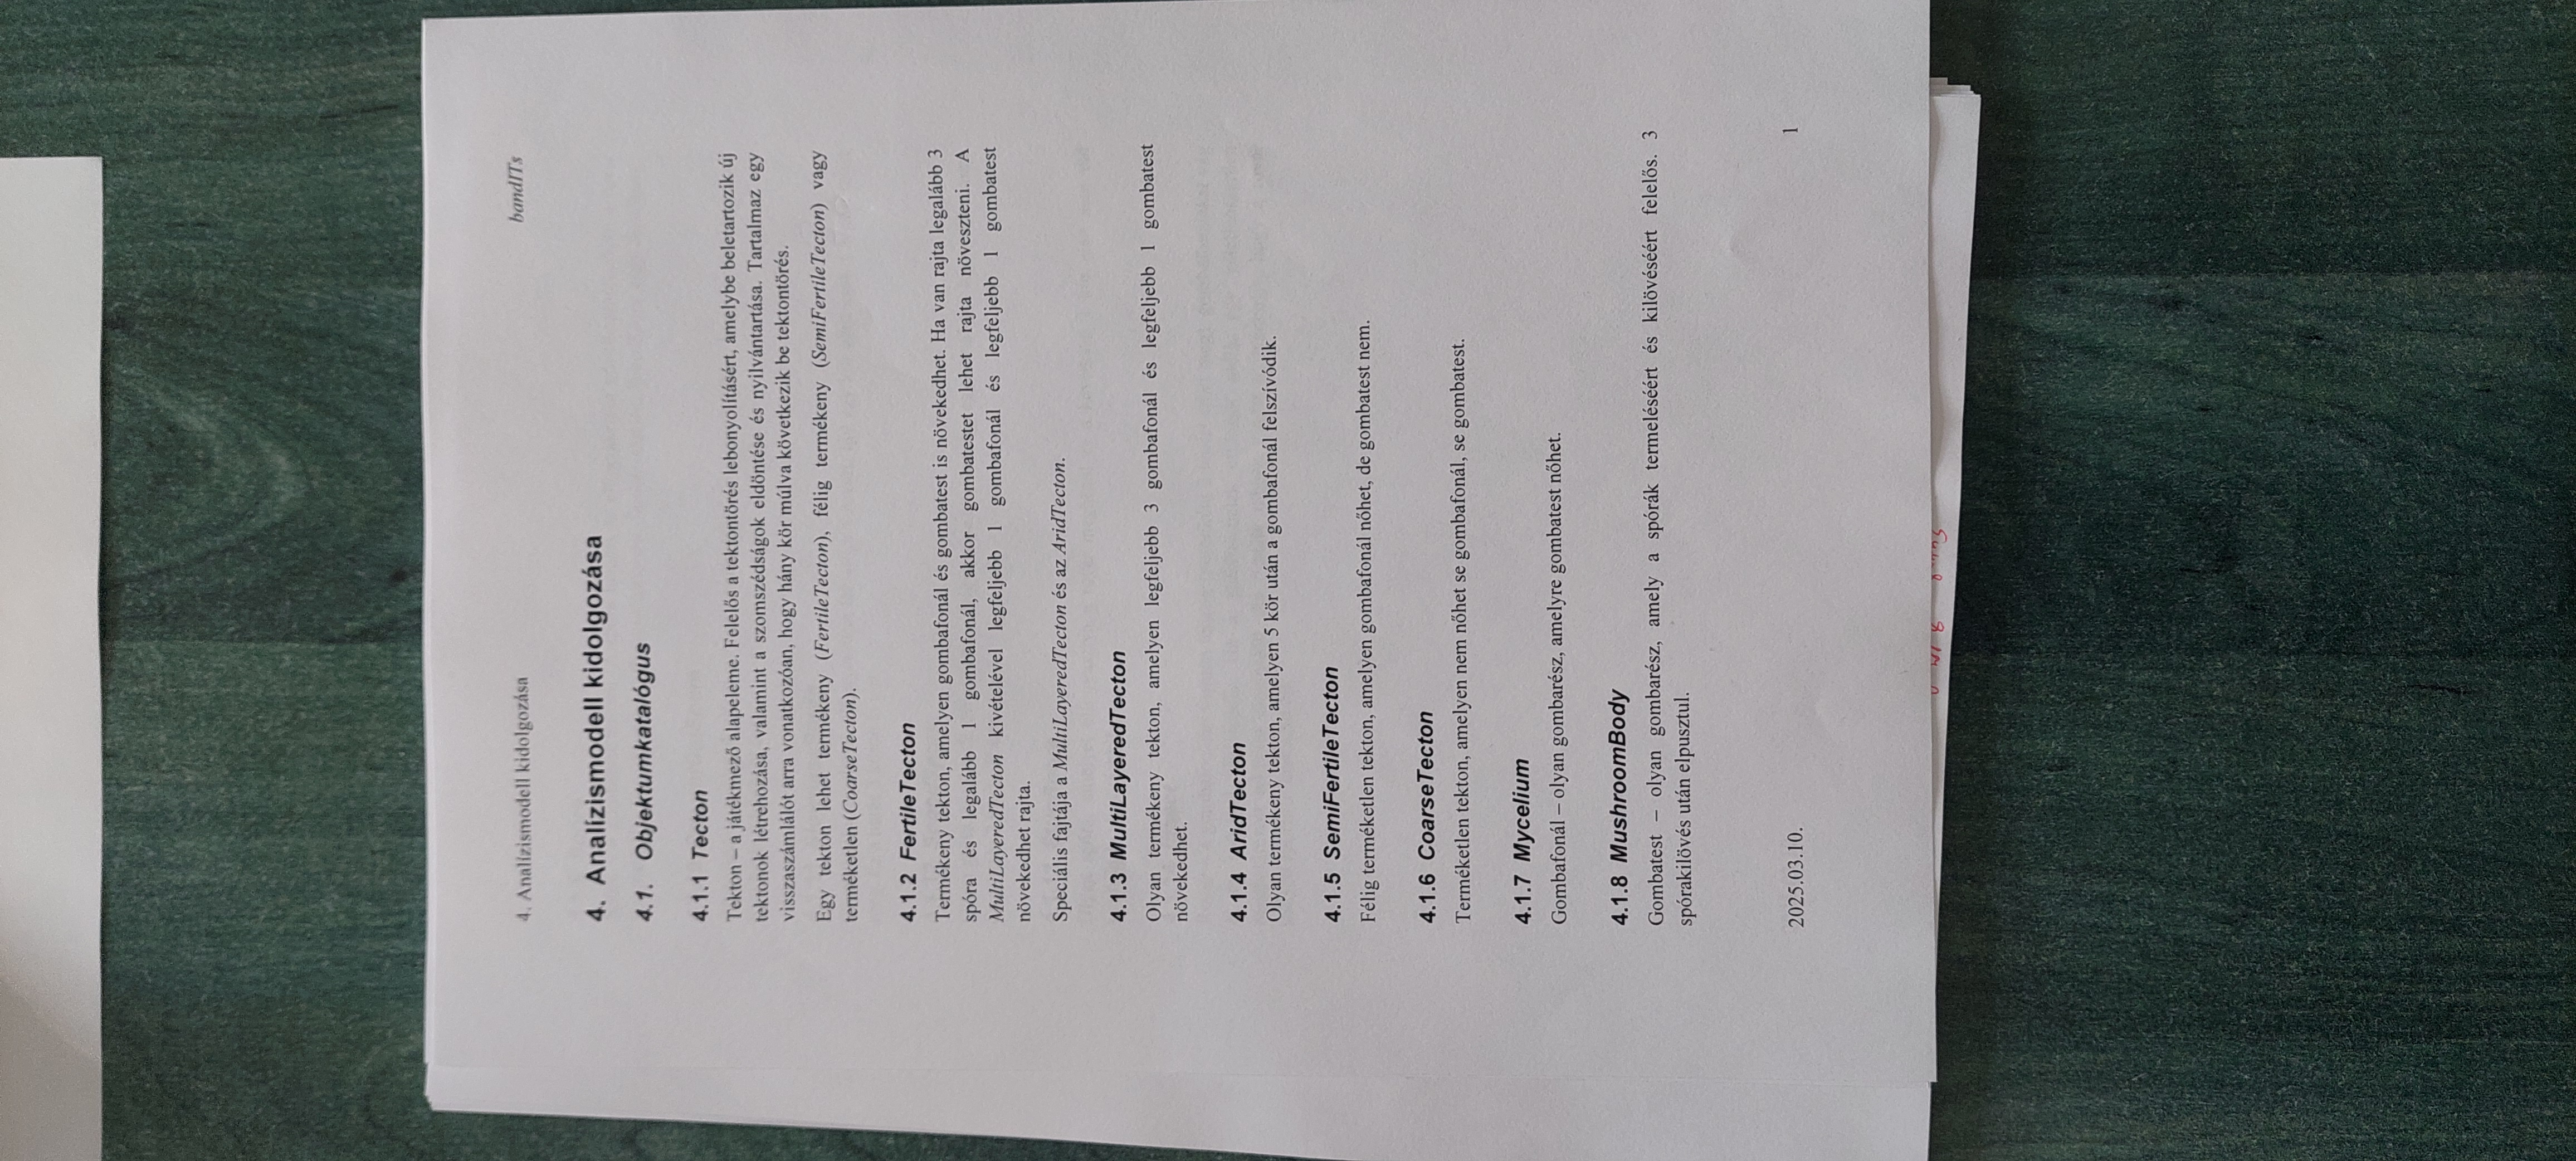 4. Analízismodell kidolgozása
bandITs
4. Analízismodell kidolgozása
4.1. Objektumkatalógus
4.1.1 Tecton
Tekton – a játékmező alapeleme. Felelős a tektontörés lebonyolításért, amelybe beletartozik új
tektonok létrehozása, valamint a szomszédságok eldöntése és nyilvántartása. Tartalmaz egy
visszaszámlálót arra vonatkozóan, hogy hány kör múlva következik be tektontörés.
Egy tekton lehet termékeny (FertileTecton), félig termékeny (SemiFertileTecton) vagy
terméketlen (CoarseTecton).
4.1.2 FertileTecton
Termékeny tekton, amelyen gombafonál és gombatest is növekedhet. Ha van rajta legalább 3
spóra és legalább 1 gombafonál, akkor gombatestet lehet rajta növeszteni. A
MultiLayeredTecton kivételével legfeljebb 1 gombafonál és legfeljebb 1 gombatest
növekedhet rajta.
Speciális fajtája a MultiLayeredTecton és az AridTecton.
4.1.3 MultiLayeredTecton
Olyan termékeny tekton, amelyen legfeljebb 3 gombafonál és legfeljebb 1 gombatest
növekedhet.
4.1.4 AridTecton
Olyan termékeny tekton, amelyen 5 kör után a gombafonál felszívódik.
4.1.5 SemiFertileTecton
Félig terméketlen tekton, amelyen gombafonál nőhet, de gombatest nem.
4.1.6 CoarseTecton
Terméketlen tekton, amelyen nem nőhet se gombafonál, se gombatest.
4.1.7 Mycelium
Gombafonál – olyan gombarész, amelyre gombatest nőhet.
4.1.8 MushroomBody
Gombatest – olyan gombarész, amely a spórák termeléséért és kilövéséért felelős. 3
spórakilövés után elpusztul.
2025.03.10.
1